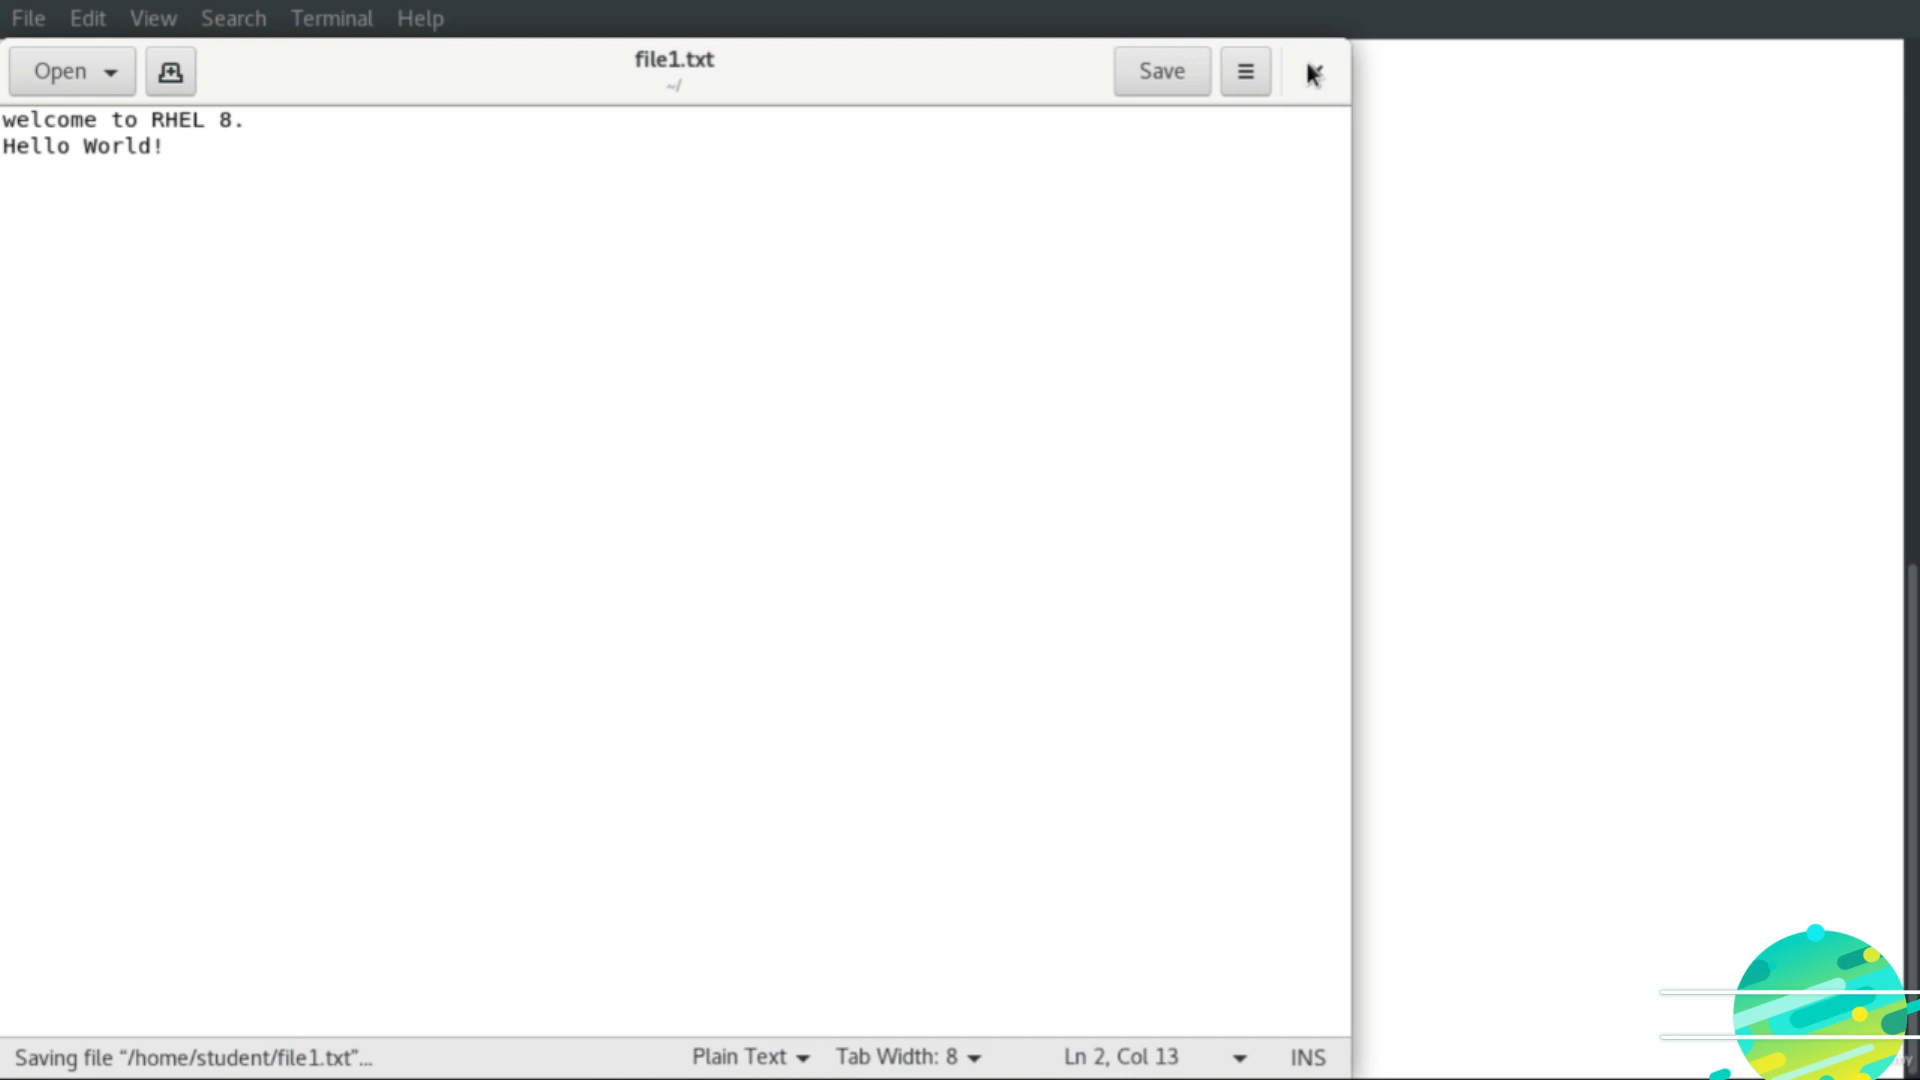 File Edit View Search Terminal Help
Open file1.txt Save
~/
welcome to RHEL 8.
Hello World!
Saving file “/home/student/file1.txt”... Plain Text Tab Width: 8 Ln 2, Col 13 INS